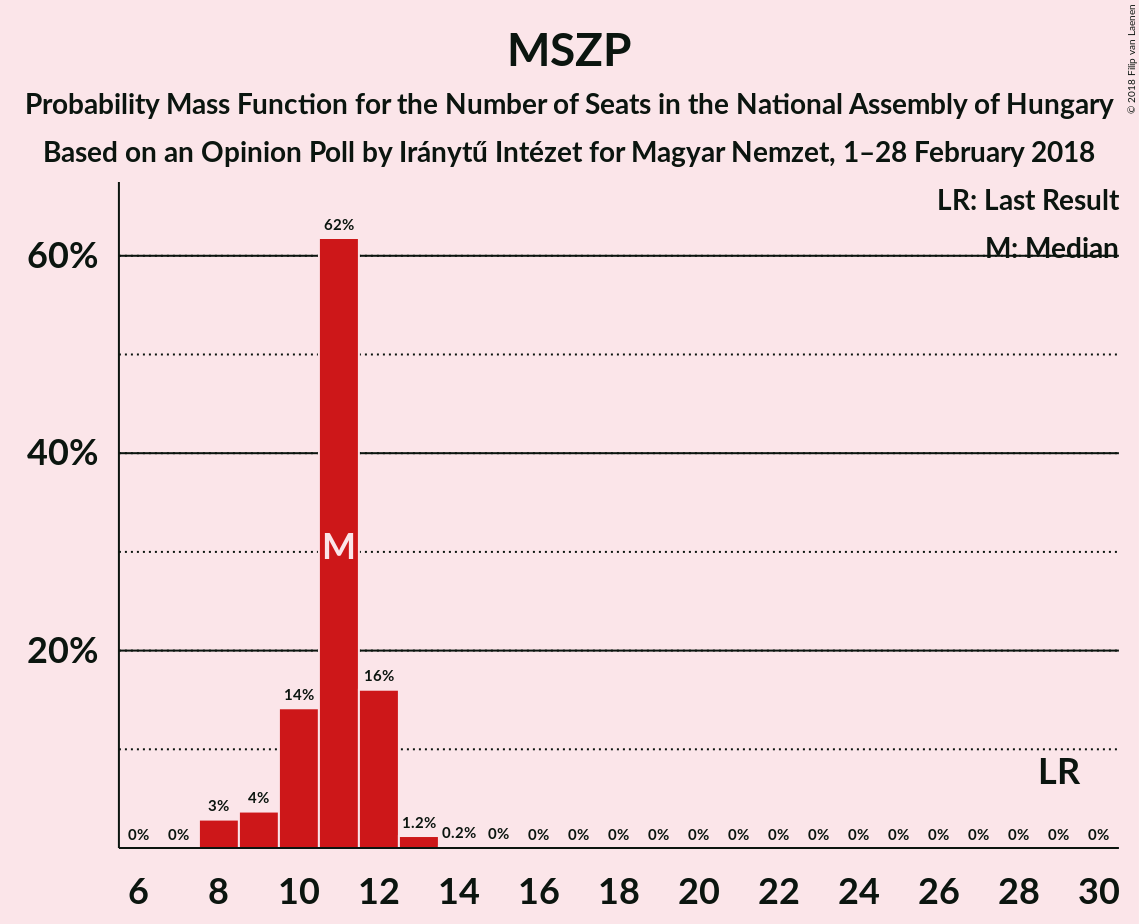 MSZP
Probability Mass Function for the Number of Seats in the National Assembly of Hungary
Based on an Opinion Poll by Iránytű Intézet for Magyar Nemzet, 1–28 February 2018
© 2018 Filip van Laenen
LR: Last Result
M: Median
60%
40%
20%
62%
M
14%
16%
3%
4%
1.2%
0.2%
LR
0% 0% 0% 0% 0% 0% 0% 0% 0% 0% 0% 0% 0% 0% 0% 0% 0% 0%
6 8 10 12 14 16 18 20 22 24 26 28 30